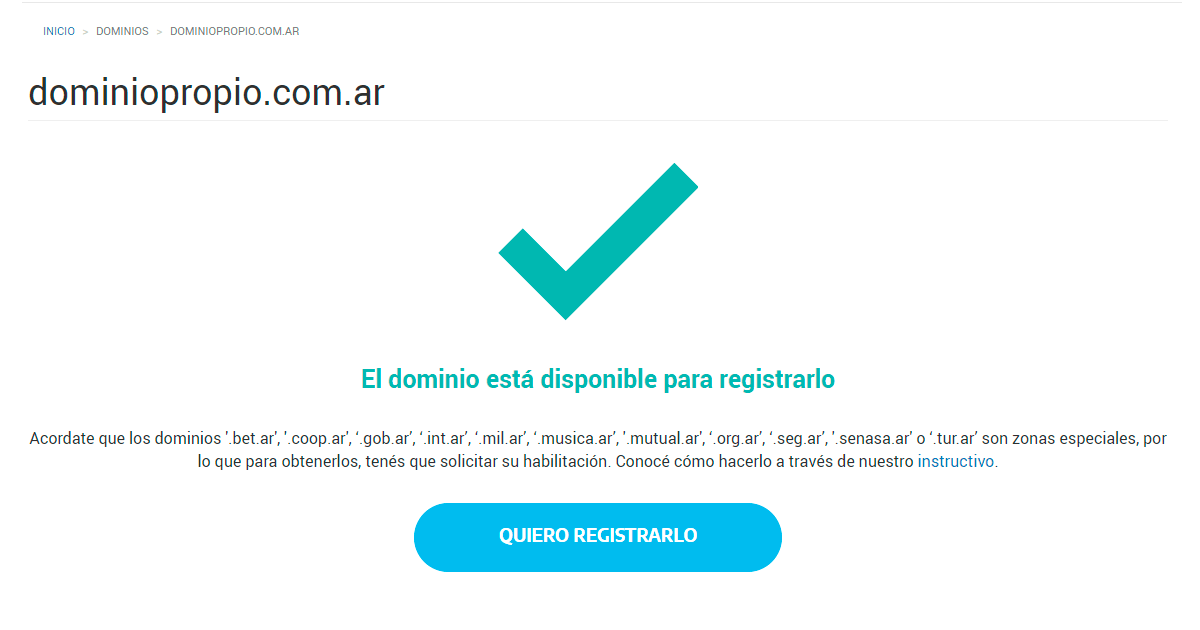 INICIO > DOMINIOS > DOMINIOPROPIO.COM.AR
dominiopropio.com.ar
El dominio está disponible para registrarlo
Acordate que los dominios '.bet.ar', '.coop.ar', ‘.gob.ar’, ‘.int.ar’, ‘.mil.ar’, ‘.musica.ar’, '.mutual.ar', ‘.org.ar’, ‘.seg.ar’, '.senasa.ar' o ‘.tur.ar’ son zonas especiales, por
lo que para obtenerlos, tenés que solicitar su habilitación. Conocé cómo hacerlo a través de nuestro instructivo.
QUIERO REGISTRARLO